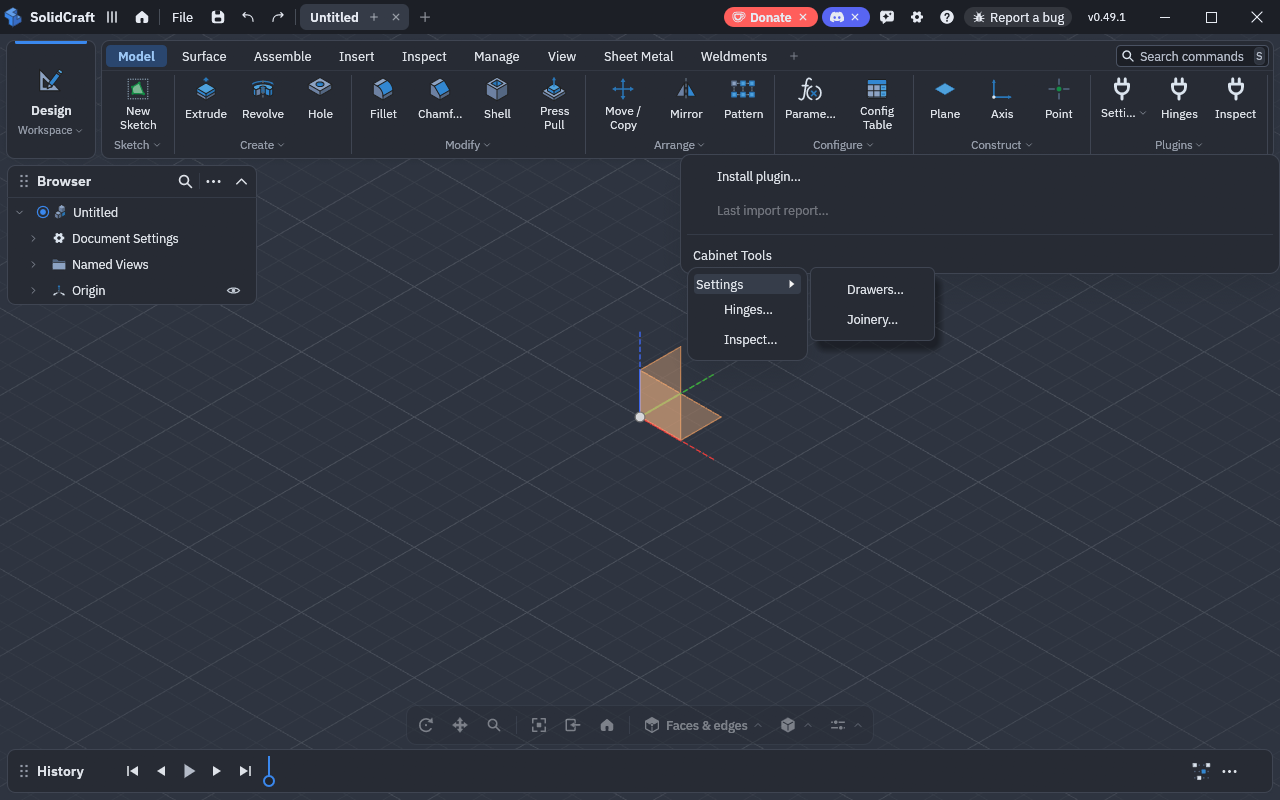 SolidCraft
File
Untitled
Donate
Report a bug
v0.49.1
Design
Workspace
Model
Surface
Assemble
Insert
Inspect
Manage
View
Sheet Metal
Weldments
Search commands
S
New Sketch
Extrude
Revolve
Hole
Fillet
Chamf...
Shell
Press Pull
Move / Copy
Mirror
Pattern
Parame...
Config Table
Plane
Axis
Point
Setti...
Hinges
Inspect
Sketch
Create
Modify
Arrange
Configure
Construct
Plugins
Browser
Untitled
Document Settings
Named Views
Origin
Install plugin...
Last import report...
Cabinet Tools
Settings
Hinges...
Inspect...
Drawers...
Joinery...
Faces & edges
History